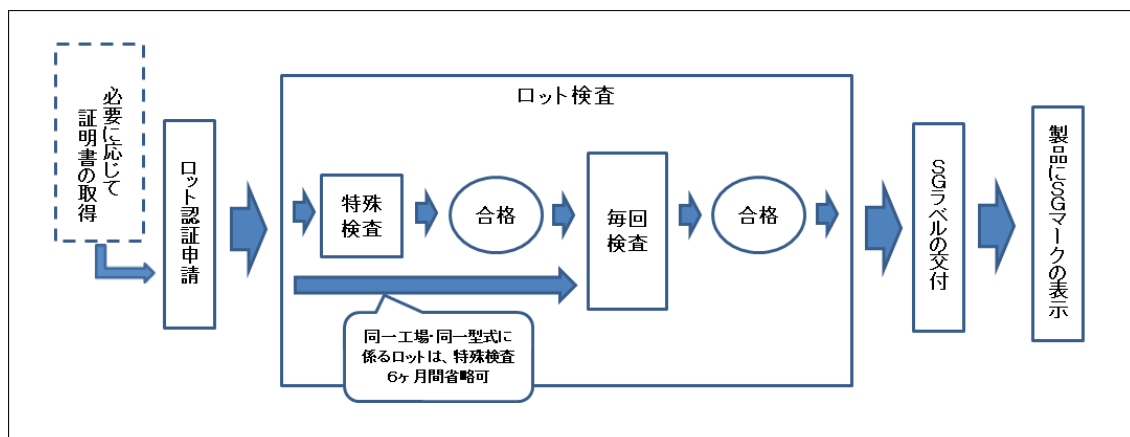 必要に応じて
証明書の取得
ロット認証申請
ロット検査
特殊
検査
合格
毎回
検査
合格
同一工場・同一型式に
係るロットは、特殊検査
6ヶ月間省略可
SGラベルの交付
製品にSGマークの表示